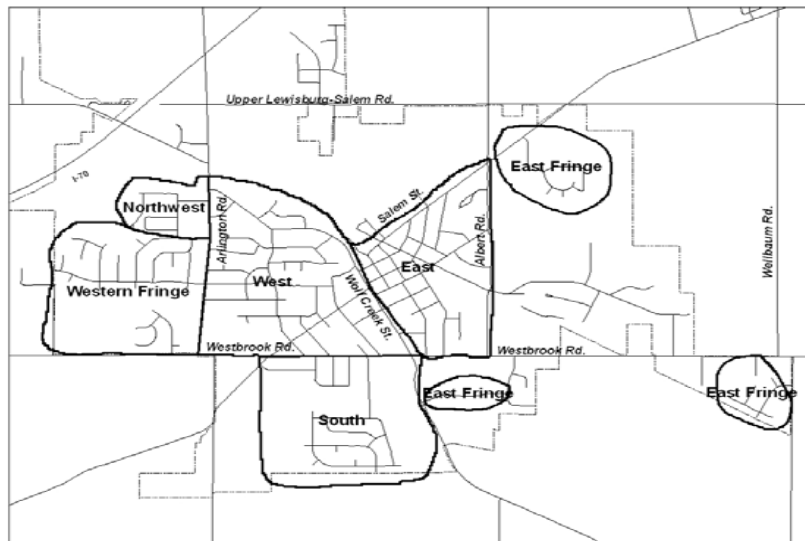 Upper Lewisburg-Salem Rd.
I-70
East Fringe
Northwest
Salem St.
Arlington Rd.
Albert Rd.
Wellbaum Rd.
East
West
Western Fringe
Wolf Creek St.
Westbrook Rd.
Westbrook Rd.
East Fringe
East Fringe
South